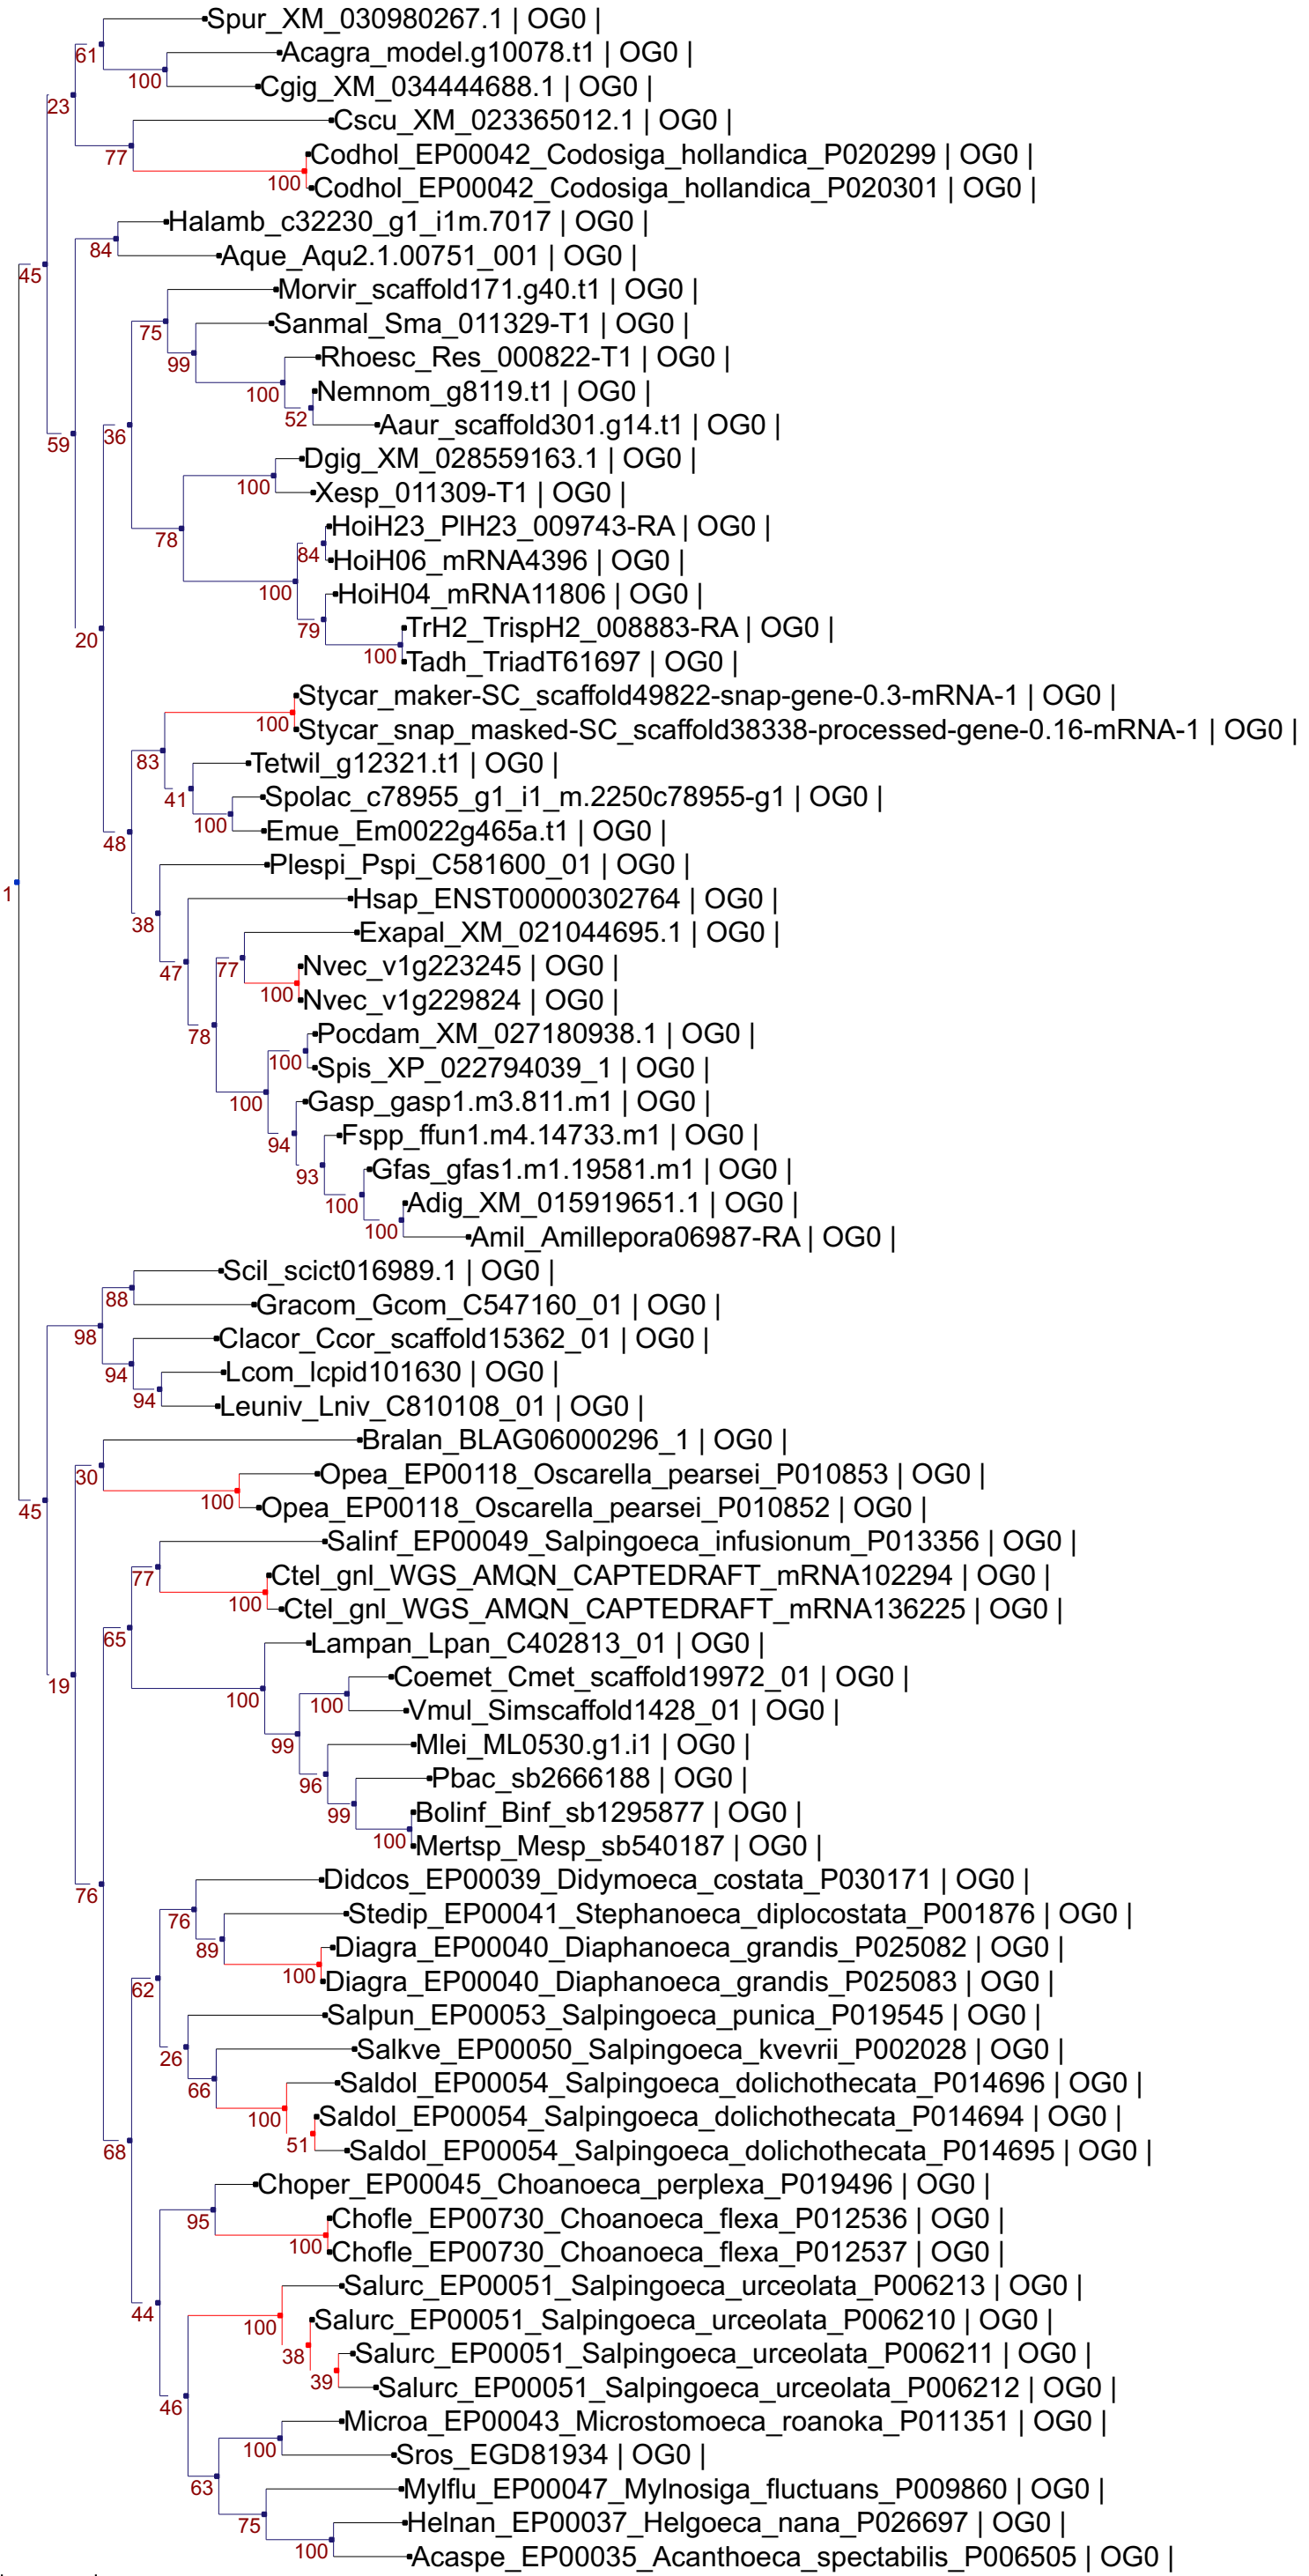 Spur_XM_030980267.1 | OG0 |
61
Acagra_model.g10078.t1 | OG0 |
100
Cgig_XM_034444688.1 | OG0 |
23
Cscu_XM_023365012.1 | OG0 |
77
Codhol_EP00042_Codosiga_hollandica_P020299 | OG0 |
100
Codhol_EP00042_Codosiga_hollandica_P020301 | OG0 |
Halamb_c32230_g1_i1m.7017 | OG0 |
84
Aque_Aqu2.1.00751_001 | OG0 |
45
Morvir_scaffold171.g40.t1 | OG0 |
75
Sanmal_Sma_011329-T1 | OG0 |
99
Rhoesc_Res_000822-T1 | OG0 |
100
Nemnom_g8119.t1 | OG0 |
52
Aaur_scaffold301.g14.t1 | OG0 |
36
59
Dgig_XM_028559163.1 | OG0 |
100
Xesp_011309-T1 | OG0 |
78
HoiH23_PlH23_009743-RA | OG0 |
84
HoiH06_mRNA4396 | OG0 |
100
HoiH04_mRNA11806 | OG0 |
79
TrH2_TrispH2_008883-RA | OG0 |
20
100
Tadh_TriadT61697 | OG0 |
Stycar_maker-SC_scaffold49822-snap-gene-0.3-mRNA-1 | OG0 |
100
Stycar_snap_masked-SC_scaffold38338-processed-gene-0.16-mRNA-1 | OG0 |
83
Tetwil_g12321.t1 | OG0 |
41
Spolac_c78955_g1_i1_m.2250c78955-g1 | OG0 |
100
Emue_Em0022g465a.t1 | OG0 |
48
Plespi_Pspi_C581600_01 | OG0 |
1
Hsap_ENST00000302764 | OG0 |
38
Exapal_XM_021044695.1 | OG0 |
47
77
Nvec_v1g223245 | OG0 |
100
Nvec_v1g229824 | OG0 |
78
Pocdam_XM_027180938.1 | OG0 |
100
Spis_XP_022794039_1 | OG0 |
100
Gasp_gasp1.m3.811.m1 | OG0 |
94
Fspp_ffun1.m4.14733.m1 | OG0 |
93
Gfas_gfas1.m1.19581.m1 | OG0 |
100
Adig_XM_015919651.1 | OG0 |
100
Amil_Amillepora06987-RA | OG0 |
Scil_scict016989.1 | OG0 |
88
Gracom_Gcom_C547160_01 | OG0 |
98
Clacor_Ccor_scaffold15362_01 | OG0 |
94
Lcom_lcpid101630 | OG0 |
94
Leuniv_Lniv_C810108_01 | OG0 |
Bralan_BLAG06000296_1 | OG0 |
30
Opea_EP00118_Oscarella_pearsei_P010853 | OG0 |
100
Opea_EP00118_Oscarella_pearsei_P010852 | OG0 |
45
Salinf_EP00049_Salpingoeca_infusionum_P013356 | OG0 |
77
Ctel_gnl_WGS_AMQN_CAPTEDRAFT_mRNA102294 | OG0 |
100
Ctel_gnl_WGS_AMQN_CAPTEDRAFT_mRNA136225 | OG0 |
65
Lampan_Lpan_C402813_01 | OG0 |
19
Coemet_Cmet_scaffold19972_01 | OG0 |
100
100
Vmul_Simscaffold1428_01 | OG0 |
99
Mlei_ML0530.g1.i1 | OG0 |
96
Pbac_sb2666188 | OG0 |
99
Bolinf_Binf_sb1295877 | OG0 |
100
Mertsp_Mesp_sb540187 | OG0 |
Didcos_EP00039_Didymoeca_costata_P030171 | OG0 |
76
Stedip_EP00041_Stephanoeca_diplocostata_P001876 | OG0 |
76
Diagra_EP00040_Diaphanoeca_grandis_P025082 | OG0 |
89
100
Diagra_EP00040_Diaphanoeca_grandis_P025083 | OG0 |
62
Salpun_EP00053_Salpingoeca_punica_P019545 | OG0 |
26
Salkve_EP00050_Salpingoeca_kvevrii_P002028 | OG0 |
66
Saldol_EP00054_Salpingoeca_dolichothecata_P014696 | OG0 |
100
Saldol_EP00054_Salpingoeca_dolichothecata_P014694 | OG0 |
51
Saldol_EP00054_Salpingoeca_dolichothecata_P014695 | OG0 |
68
Choper_EP00045_Choanoeca_perplexa_P019496 | OG0 |
95
Chofle_EP00730_Choanoeca_flexa_P012536 | OG0 |
100
Chofle_EP00730_Choanoeca_flexa_P012537 | OG0 |
Salurc_EP00051_Salpingoeca_urceolata_P006213 | OG0 |
44
100
Salurc_EP00051_Salpingoeca_urceolata_P006210 | OG0 |
38
Salurc_EP00051_Salpingoeca_urceolata_P006211 | OG0 |
39
Salurc_EP00051_Salpingoeca_urceolata_P006212 | OG0 |
46
Microa_EP00043_Microstomoeca_roanoka_P011351 | OG0 |
100
Sros_EGD81934 | OG0 |
63
Mylflu_EP00047_Mylnosiga_fluctuans_P009860 | OG0 |
75
Helnan_EP00037_Helgoeca_nana_P026697 | OG0 |
100
Acaspe_EP00035_Acanthoeca_spectabilis_P006505 | OG0 |